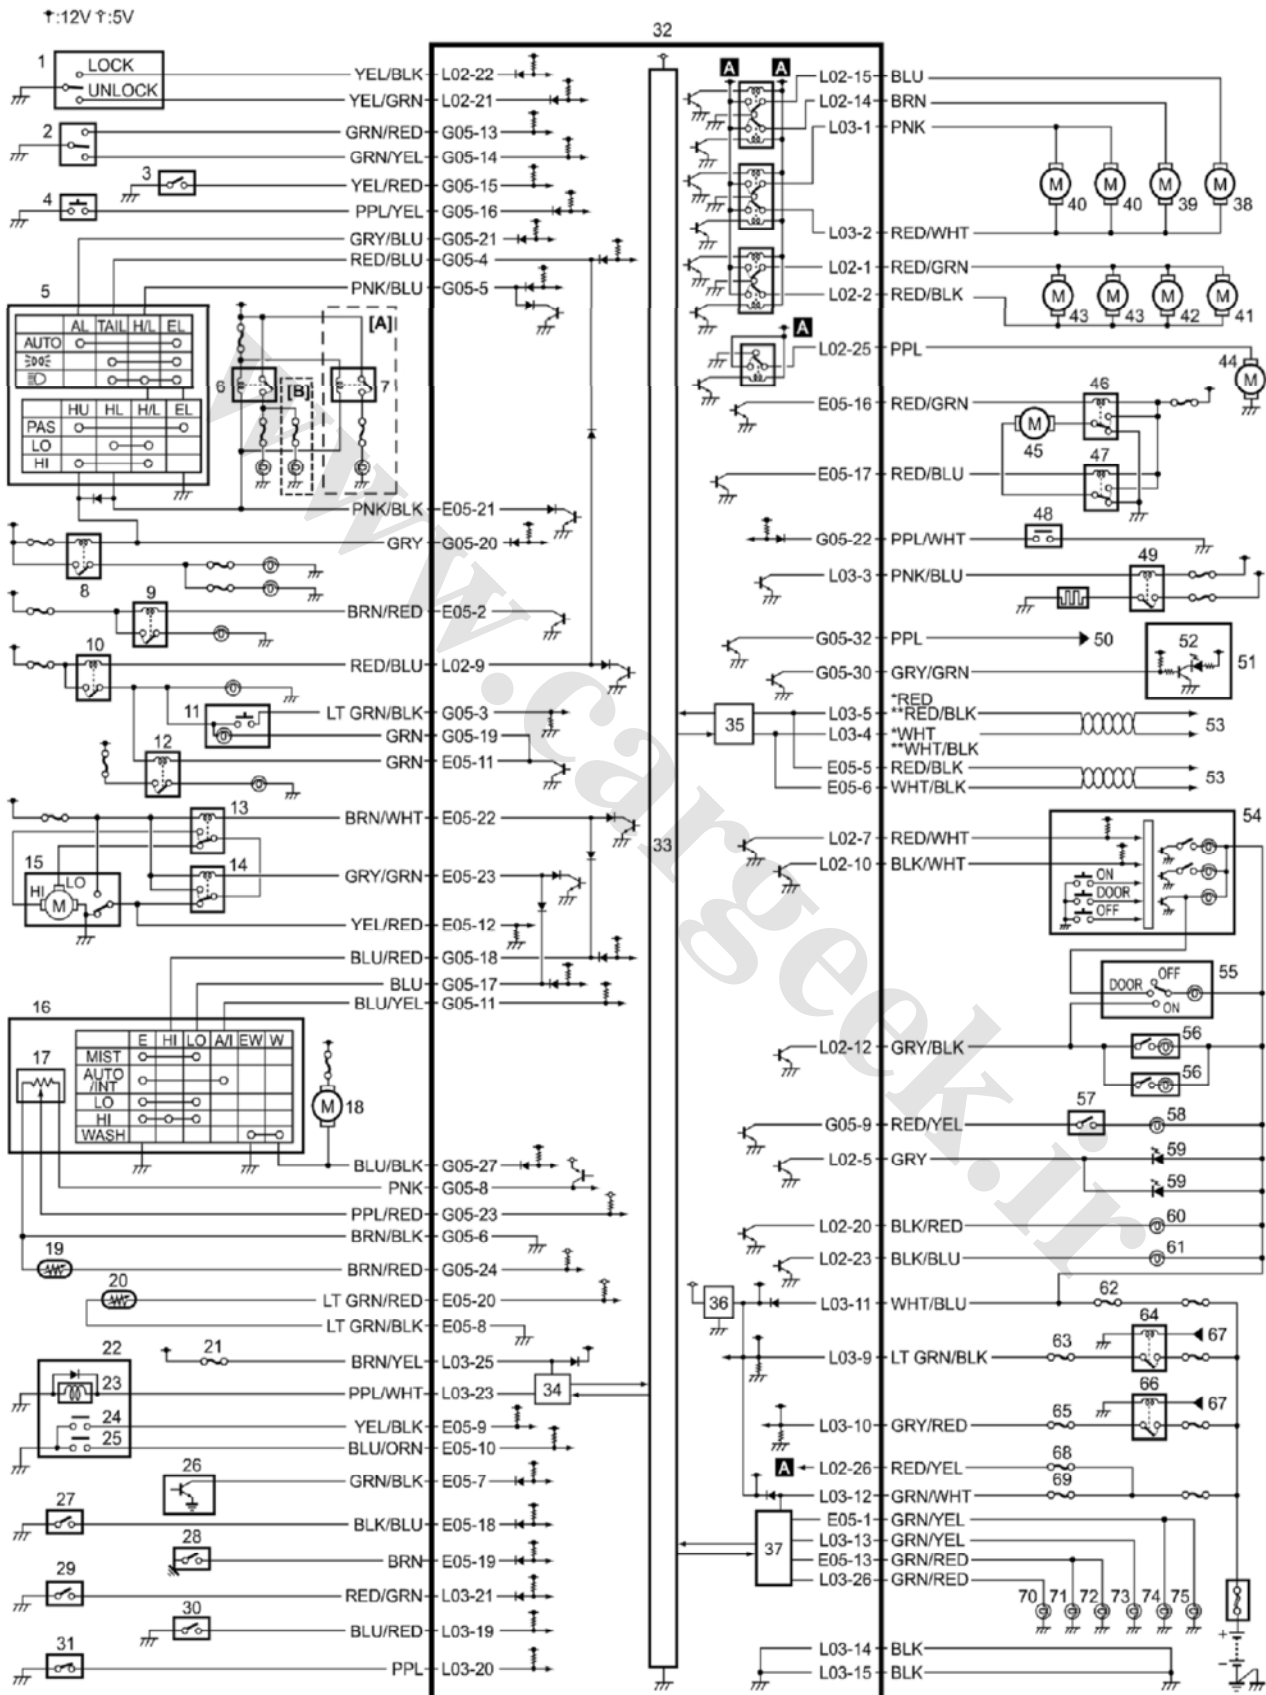 :12V :5V
32
1 LOCK
UNLOCK
YEL/BLK L02-22
YEL/GRN L02-21
2 GRN/RED G05-13
GRN/YEL G05-14
3 YEL/RED G05-15
4 PPL/YEL G05-16
GRY/BLU G05-21
RED/BLU G05-4
PNK/BLU G05-5
5
AL TAIL H/L EL
AUTO
HU HL H/L EL
PAS
LO
HI
[A]
6 [B] 7
PNK/BLK E05-21
GRY G05-20
8
9 BRN/RED E05-2
10 RED/BLU L02-9
11 LT GRN/BLK G05-3
GRN G05-19
12 GRN E05-11
13 BRN/WHT E05-22
14 GRY/GRN E05-23
15 HI LO M
YEL/RED E05-12
BLU/RED G05-18
BLU G05-17
BLU/YEL G05-11
16
E HI LO A/I EW W
MIST
AUTO
/INT
LO
HI
WASH
17
M 18
BLU/BLK G05-27
PNK G05-8
PPL/RED G05-23
BRN/BLK G05-6
19 BRN/RED G05-24
20 LT GRN/RED E05-20
LT GRN/BLK E05-8
21 BRN/YEL L03-25
22
23 PPL/WHT L03-23 34
24 YEL/BLK E05-9
25 BLU/ORN E05-10
26 GRN/BLK E05-7
27 BLK/BLU E05-18
28 BRN E05-19
29 RED/GRN L03-21
30 BLU/RED L03-19
31 PPL L03-20
33
A A
L02-15 BLU
L02-14 BRN
L03-1 PNK
M M M M
40 40 39 38
L03-2 RED/WHT
L02-1 RED/GRN
L02-2 RED/BLK
M M M M
43 43 42 41
A
L02-25 PPL
44 M
E05-16 RED/GRN
46
M
45
47
E05-17 RED/BLU
G05-22 PPL/WHT 48
L03-3 PNK/BLU 49
G05-32 PPL 50
G05-30 GRY/GRN
52 51
35
*RED
L03-5 **RED/BLK
L03-4 *WHT
**WHT/BLK
53
E05-5 RED/BLK
E05-6 WHT/BLK
53
L02-7 RED/WHT
L02-10 BLK/WHT
54
ON
DOOR
OFF
55
OFF
DOOR
ON
L02-12 GRY/BLK
56
56
G05-9 RED/YEL 57 58
L02-5 GRY 59
59
L02-20 BLK/RED 60
L02-23 BLK/BLU 61
36 L03-11 WHT/BLU 62
L03-9 LT GRN/BLK 63 64 67
L03-10 GRY/RED 65 66 67
A L02-26 RED/YEL 68
L03-12 GRN/WHT 69
37
E05-1 GRN/YEL
L03-13 GRN/YEL
E05-13 GRN/RED
L03-26 GRN/RED
70 71 72 73 74 75
L03-14 BLK
L03-15 BLK
+
−
www.cargeek.ir